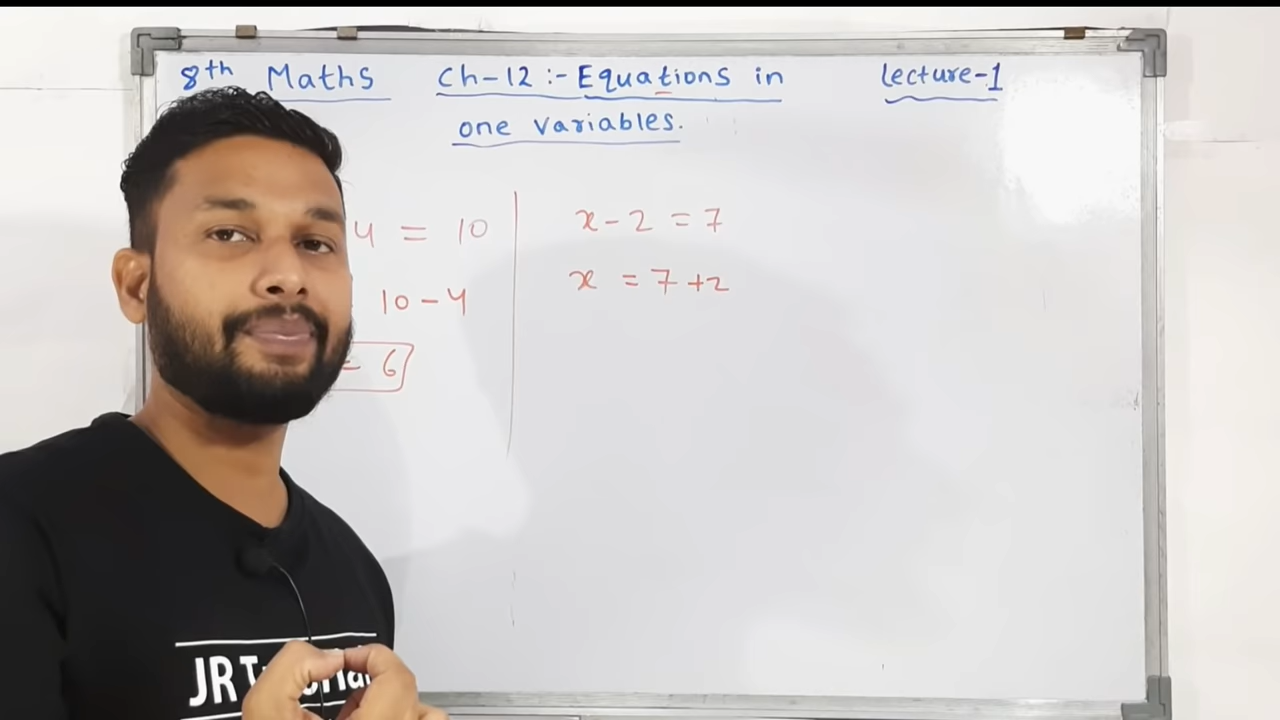 8th Maths Ch-12 :- Equations in one variables. Lecture-1
4 = 10
10 - 4
= 6
x - 2 = 7
x = 7 + 2
JR Tutorial